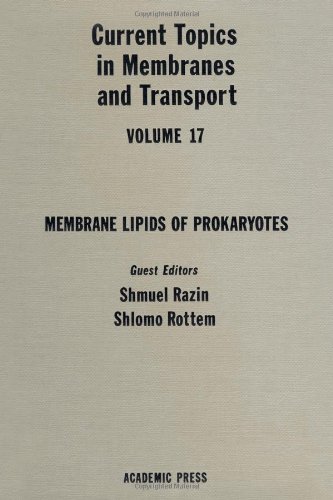 Current Topics
in Membranes
and Transport
VOLUME 17
MEMBRANE LIPIDS OF PROKARYOTES
Guest Editors
Shmuel Razin
Shlomo Rottem
ACADEMIC PRESS